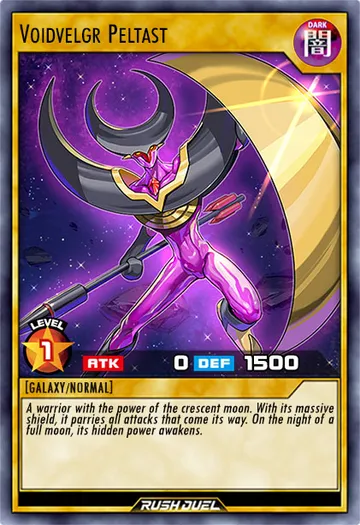 VOIDVELGR PELTAST
DARK
闇
LEVEL
1
ATK 0 DEF 1500
[GALAXY/NORMAL]
A warrior with the power of the crescent moon. With its massive
shield, it parries all attacks that come its way. On the night of a
full moon, its hidden power awakens.
RUSH DUEL